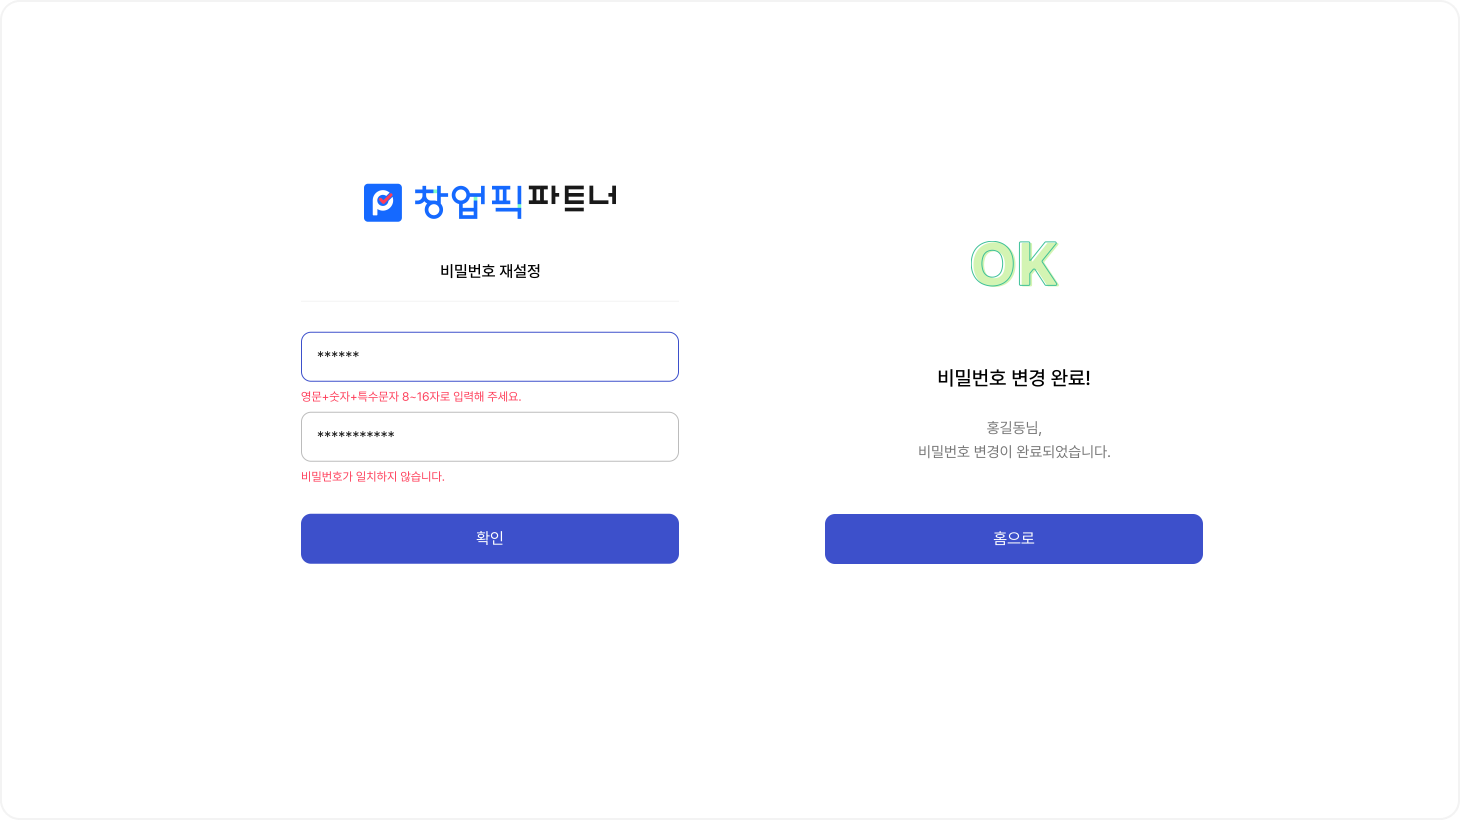 창업픽파트너
비밀번호 재설정
******
영문+숫자+특수문자 8~16자로 입력해 주세요.
***********
비밀번호가 일치하지 않습니다.
확인
OK
비밀번호 변경 완료!
홍길동님,
비밀번호 변경이 완료되었습니다.
홈으로